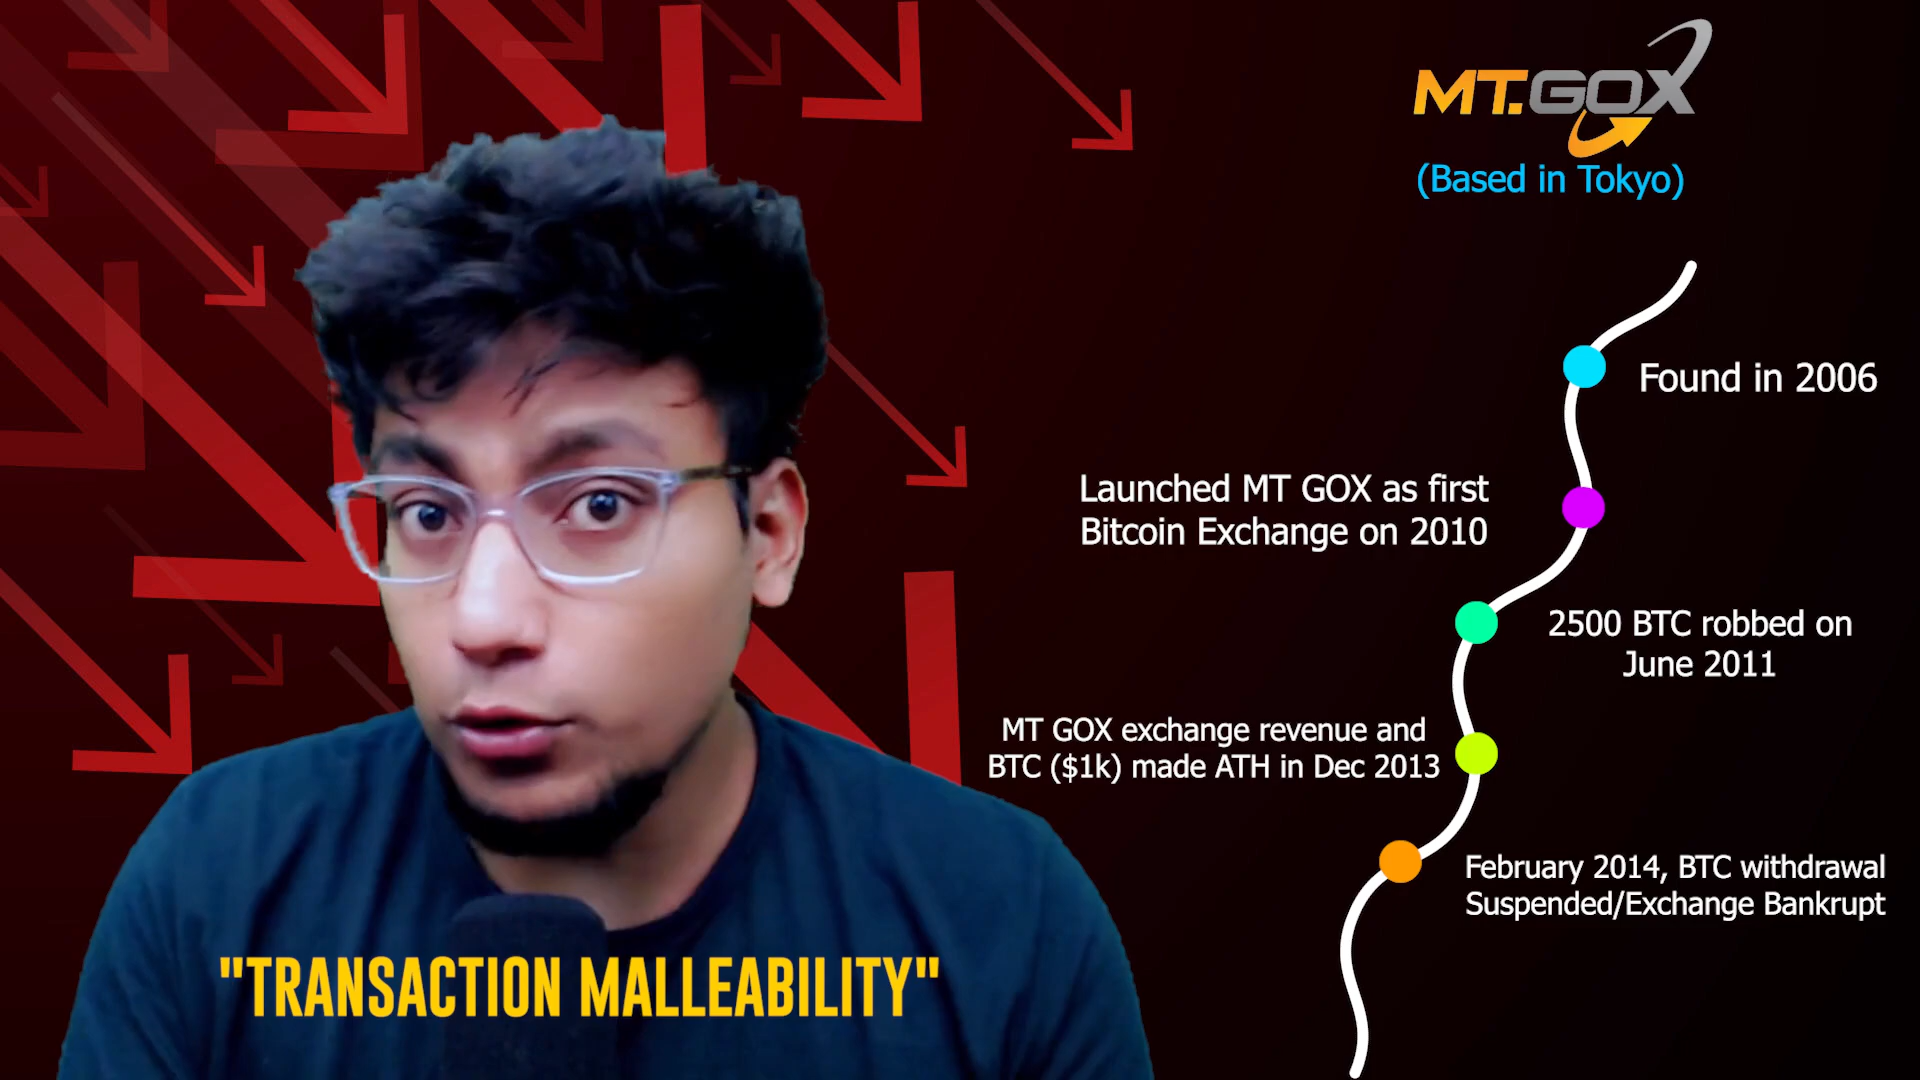 MT.GOX
(Based in Tokyo)
Found in 2006
Launched MT GOX as first
Bitcoin Exchange on 2010
2500 BTC robbed on
June 2011
MT GOX exchange revenue and
BTC ($1k) made ATH in Dec 2013
February 2014, BTC withdrawal
Suspended/Exchange Bankrupt
"TRANSACTION MALLEABILITY"